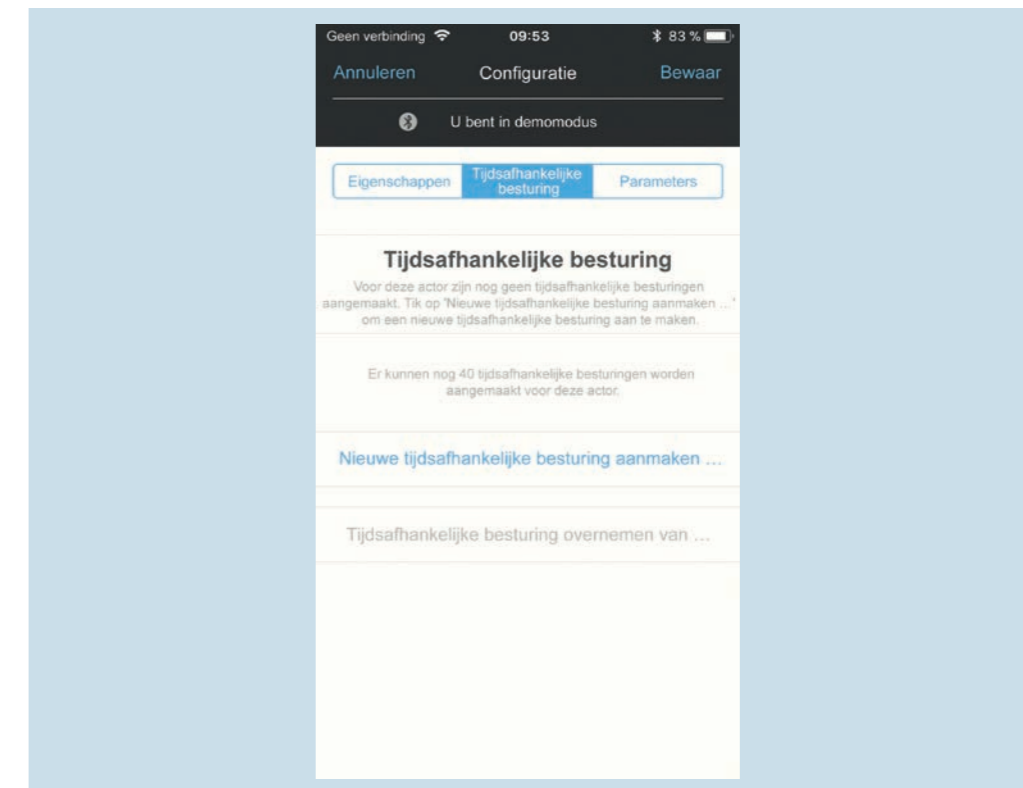 Geen verbinding 09:53 83 %
Annuleren Configuratie Bewaar
U bent in demomodus
Eigenschappen Tijdsafhankelijke besturing Parameters
Tijdsafhankelijke besturing
Voor deze actor zijn nog geen tijdsafhankelijke besturingen
aangemaakt. Tik op 'Nieuwe tijdsafhankelijke besturing aanmaken ...'
om een nieuwe tijdsafhankelijke besturing aan te maken.
Er kunnen nog 40 tijdsafhankelijke besturingen worden
aangemaakt voor deze actor.
Nieuwe tijdsafhankelijke besturing aanmaken ...
Tijdsafhankelijke besturing overnemen van ...